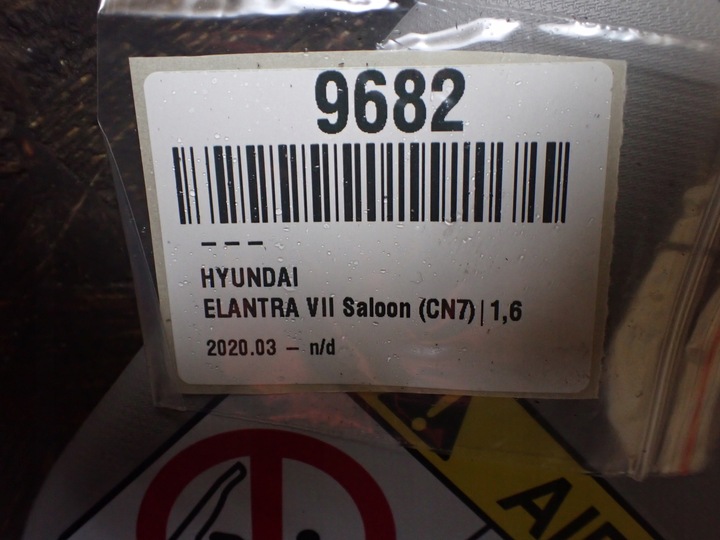 9682
– – –
HYUNDAI
ELANTRA VII Saloon (CN7)|1,6
2020.03 – n/d